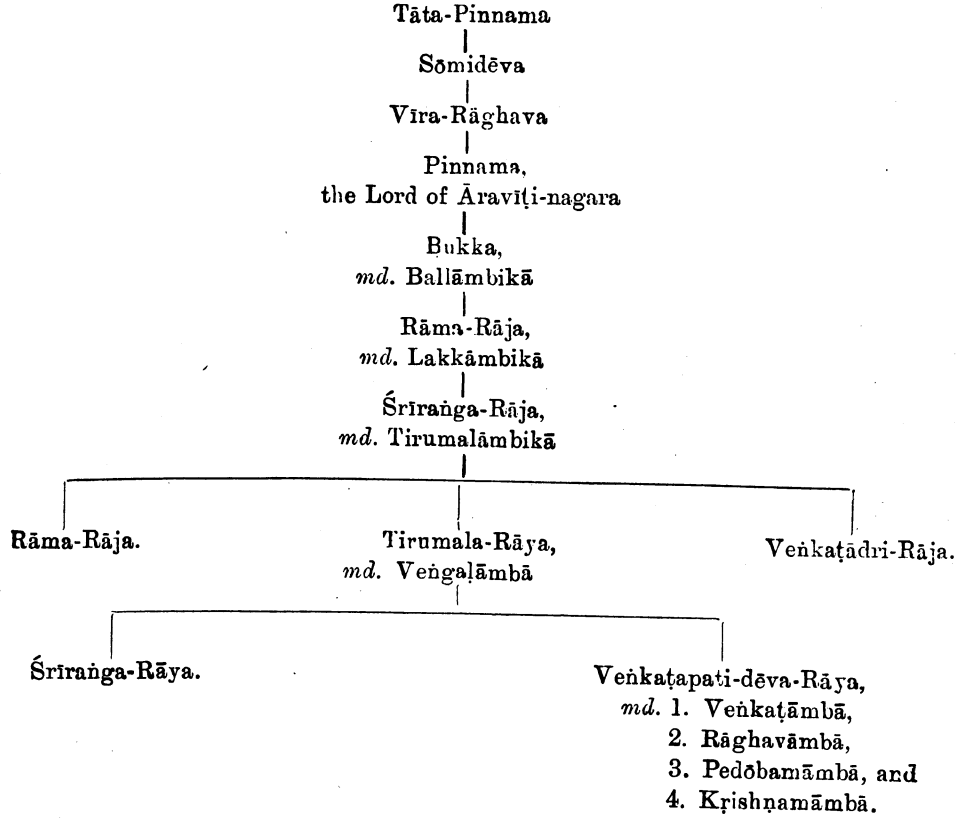 Tāta-Pinnama
Sōmidēva
Vīra-Rāghava
Pinnama,
the Lord of Āravīṭi-nagara
Bukka,
md. Ballāmbikā
Rāma-Rāja,
md. Lakkâmbikā
Śrīraṅga-Rāja,
md. Tirumalāmbikā
Rāma-Rāja.
Tirumala-Rāya,
md. Veṅgaḷāmbā
Veṅkaṭādri-Rāja.
Śrīraṅga-Rāya.
Veṅkaṭapati-dēva-Rāya,
md. 1. Veṅkaṭāmbā,
2. Rāghavâmbā,
3. Pedōbamāmbā, and
4. Kṛishṇamāmbā.